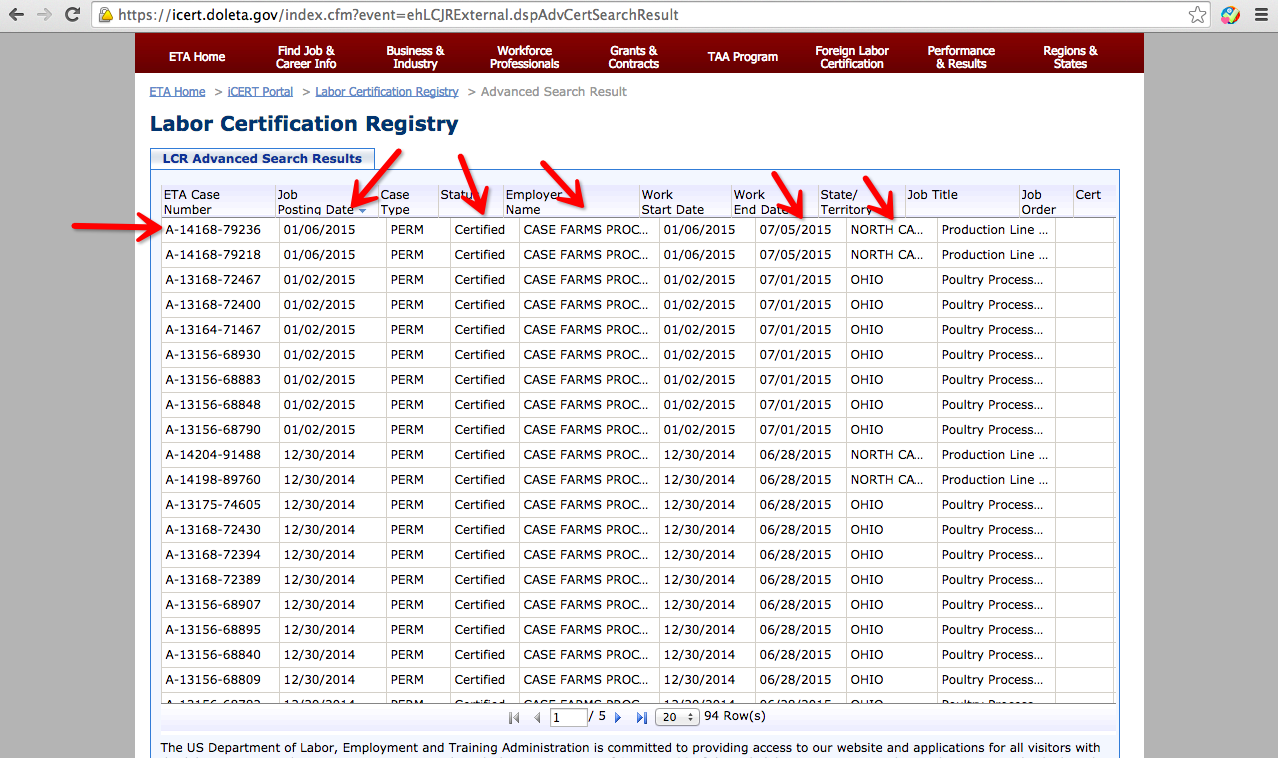 https://icert.doleta.gov/index.cfm?event=ehLCJRExternal.dspAdvCertSearchResult
ETA Home Find Job & Career Info Business & Industry Workforce Professionals Grants & Contracts TAA Program Foreign Labor Certification Performance & Results Regions & States
ETA Home > iCERT Portal > Labor Certification Registry > Advanced Search Result
Labor Certification Registry
LCR Advanced Search Results
ETA Case Number Job Posting Date Case Type Status Employer Name Work Start Date Work End Date State/ Territory Job Title Job Order Cert
A-14168-79236 01/06/2015 PERM Certified CASE FARMS PROC... 01/06/2015 07/05/2015 NORTH CA... Production Line ...
A-14168-79218 01/06/2015 PERM Certified CASE FARMS PROC... 01/06/2015 07/05/2015 NORTH CA... Production Line ...
A-13168-72467 01/02/2015 PERM Certified CASE FARMS PROC... 01/02/2015 07/01/2015 OHIO Poultry Process...
A-13168-72400 01/02/2015 PERM Certified CASE FARMS PROC... 01/02/2015 07/01/2015 OHIO Poultry Process...
A-13164-71467 01/02/2015 PERM Certified CASE FARMS PROC... 01/02/2015 07/01/2015 OHIO Poultry Process...
A-13156-68930 01/02/2015 PERM Certified CASE FARMS PROC... 01/02/2015 07/01/2015 OHIO Poultry Process...
A-13156-68883 01/02/2015 PERM Certified CASE FARMS PROC... 01/02/2015 07/01/2015 OHIO Poultry Process...
A-13156-68848 01/02/2015 PERM Certified CASE FARMS PROC... 01/02/2015 07/01/2015 OHIO Poultry Process...
A-13156-68790 01/02/2015 PERM Certified CASE FARMS PROC... 01/02/2015 07/01/2015 OHIO Poultry Process...
A-14204-91488 12/30/2014 PERM Certified CASE FARMS PROC... 12/30/2014 06/28/2015 NORTH CA... Production Line ...
A-14198-89760 12/30/2014 PERM Certified CASE FARMS PROC... 12/30/2014 06/28/2015 NORTH CA... Production Line ...
A-13175-74605 12/30/2014 PERM Certified CASE FARMS PROC... 12/30/2014 06/28/2015 OHIO Poultry Process...
A-13168-72430 12/30/2014 PERM Certified CASE FARMS PROC... 12/30/2014 06/28/2015 OHIO Poultry Process...
A-13168-72394 12/30/2014 PERM Certified CASE FARMS PROC... 12/30/2014 06/28/2015 OHIO Poultry Process...
A-13168-72389 12/30/2014 PERM Certified CASE FARMS PROC... 12/30/2014 06/28/2015 OHIO Poultry Process...
A-13156-68907 12/30/2014 PERM Certified CASE FARMS PROC... 12/30/2014 06/28/2015 OHIO Poultry Process...
A-13156-68895 12/30/2014 PERM Certified CASE FARMS PROC... 12/30/2014 06/28/2015 OHIO Poultry Process...
A-13156-68840 12/30/2014 PERM Certified CASE FARMS PROC... 12/30/2014 06/28/2015 OHIO Poultry Process...
A-13156-68809 12/30/2014 PERM Certified CASE FARMS PROC... 12/30/2014 06/28/2015 OHIO Poultry Process...
1 / 5 20 94 Row(s)
The US Department of Labor, Employment and Training Administration is committed to providing access to our website and applications for all visitors with